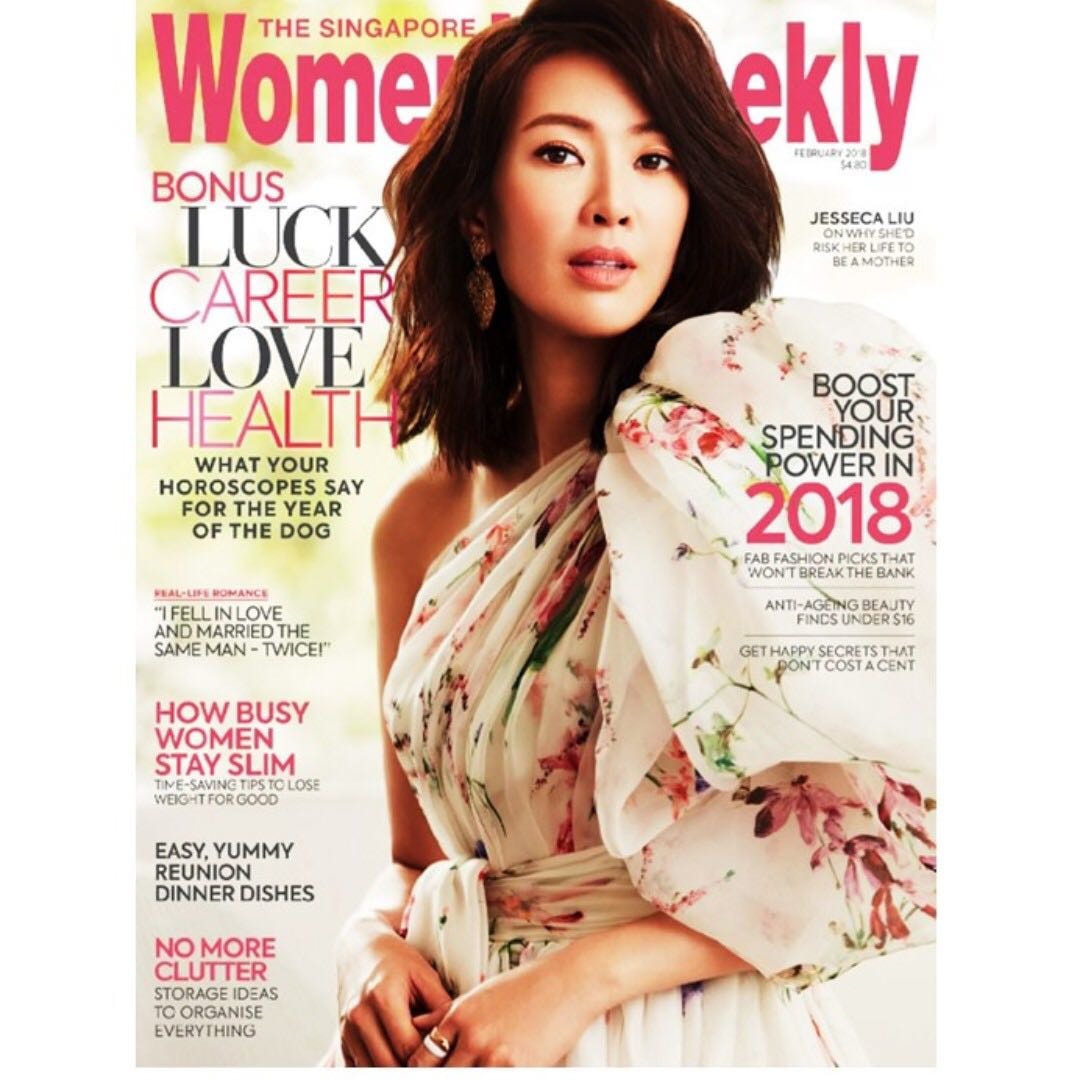 THE SINGAPORE
Wome ekly
FEBRUARY 2018
$4.80
BONUS
LUCK
CAREER
LOVE
HEALTH
WHAT YOUR
HOROSCOPES SAY
FOR THE YEAR
OF THE DOG
REAL-LIFE ROMANCE
"I FELL IN LOVE
AND MARRIED THE
SAME MAN - TWICE!"
HOW BUSY
WOMEN
STAY SLIM
TIME-SAVING TIPS TO LOSE
WEIGHT FOR GOOD
EASY, YUMMY
REUNION
DINNER DISHES
NO MORE
CLUTTER
STORAGE IDEAS
TO ORGANISE
EVERYTHING
JESSECA LIU
ON WHY SHE'D
RISK HER LIFE TO
BE A MOTHER
BOOST
YOUR
SPENDING
POWER IN
2018
FAB FASHION PICKS THAT
WON'T BREAK THE BANK
ANTI-AGEING BEAUTY
FINDS UNDER $16
GET HAPPY SECRETS THAT
DON'T COST A CENT